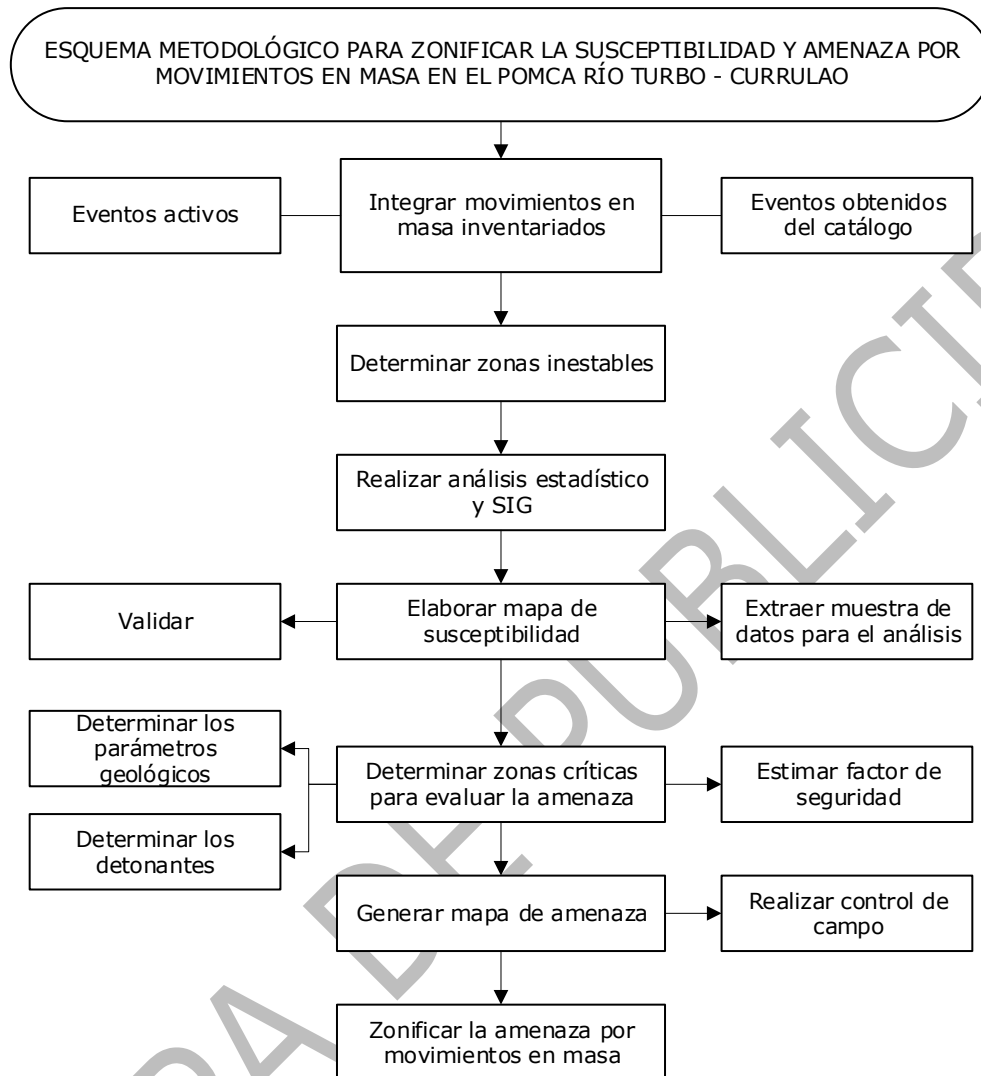 ESQUEMA METODOLÓGICO PARA ZONIFICAR LA SUSCEPTIBILIDAD Y AMENAZA POR
MOVIMIENTOS EN MASA EN EL POMCA RÍO TURBO - CURRULAO
Eventos activos
Integrar movimientos en
masa inventariados
Eventos obtenidos
del catálogo
Determinar zonas inestables
Realizar análisis estadístico
y SIG
Validar
Elaborar mapa de
susceptibilidad
Extraer muestra de
datos para el análisis
Determinar los
parámetros
geológicos
Determinar los
detonantes
Determinar zonas críticas
para evaluar la amenaza
Estimar factor de
seguridad
Generar mapa de amenaza
Realizar control de
campo
Zonificar la amenaza por
movimientos en masa
PA DE PUBLICI